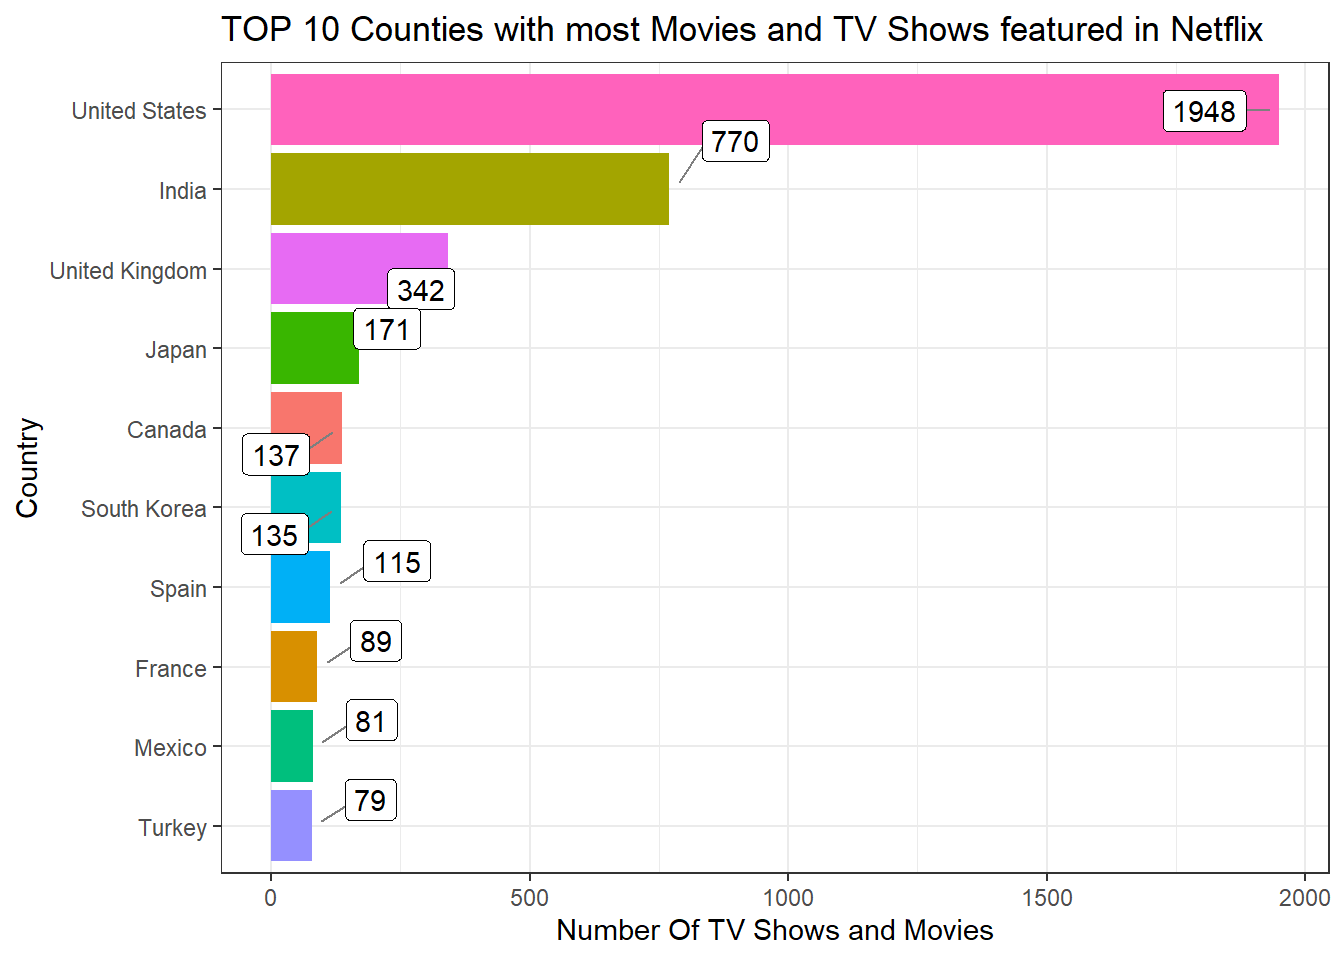 TOP 10 Counties with most Movies and TV Shows featured in Netflix
United States
1948
770
India
United Kingdom
342
171
Japan
Canada
137
South Korea
135
115
Spain
89
France
81
Mexico
79
Turkey
Country
0 500 1000 1500 2000
Number Of TV Shows and Movies